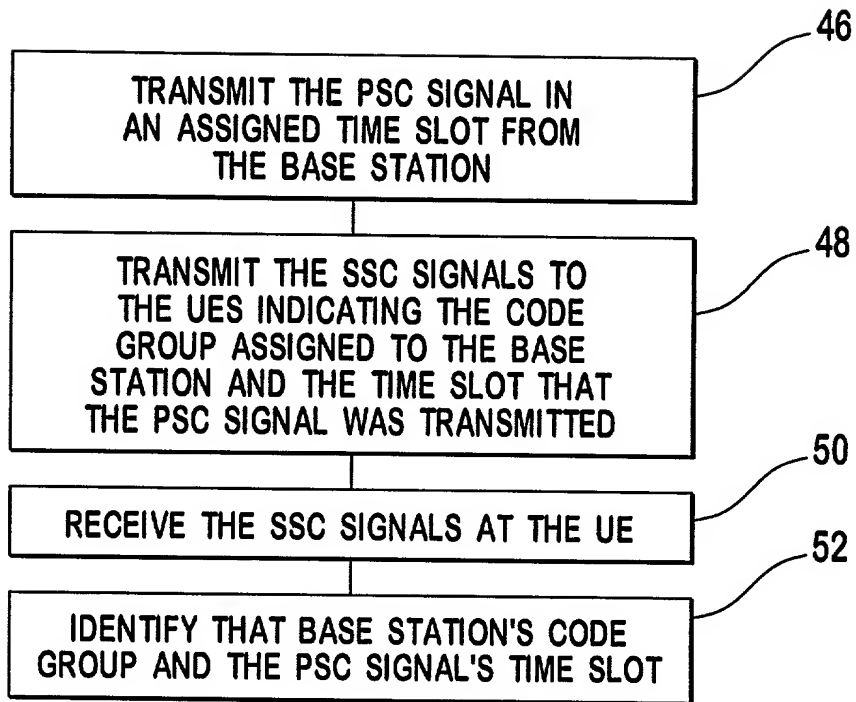 46
TRANSMIT THE PSC SIGNAL IN
AN ASSIGNED TIME SLOT FROM
THE BASE STATION
48
TRANSMIT THE SSC SIGNALS TO
THE UES INDICATING THE CODE
GROUP ASSIGNED TO THE BASE
STATION AND THE TIME SLOT THAT
THE PSC SIGNAL WAS TRANSMITTED
50
RECEIVE THE SSC SIGNALS AT THE UE
52
IDENTIFY THAT BASE STATION'S CODE
GROUP AND THE PSC SIGNAL'S TIME SLOT